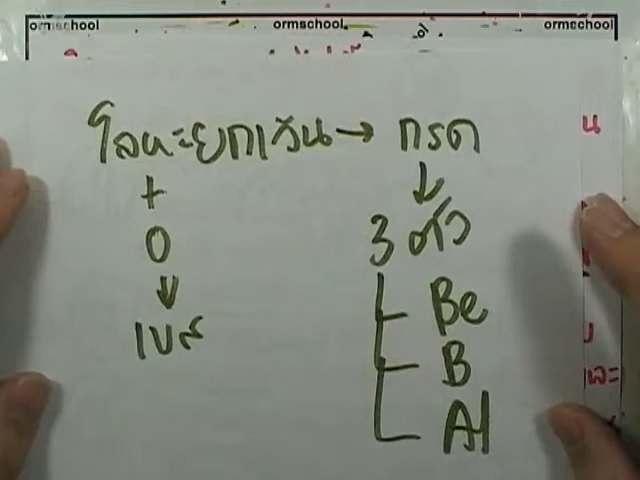 ormschool ormschool ormschool
โลหะยกเว้น → กรด
+ ↓
O 3 ตัว
↓ Be
เบส B
Al
น